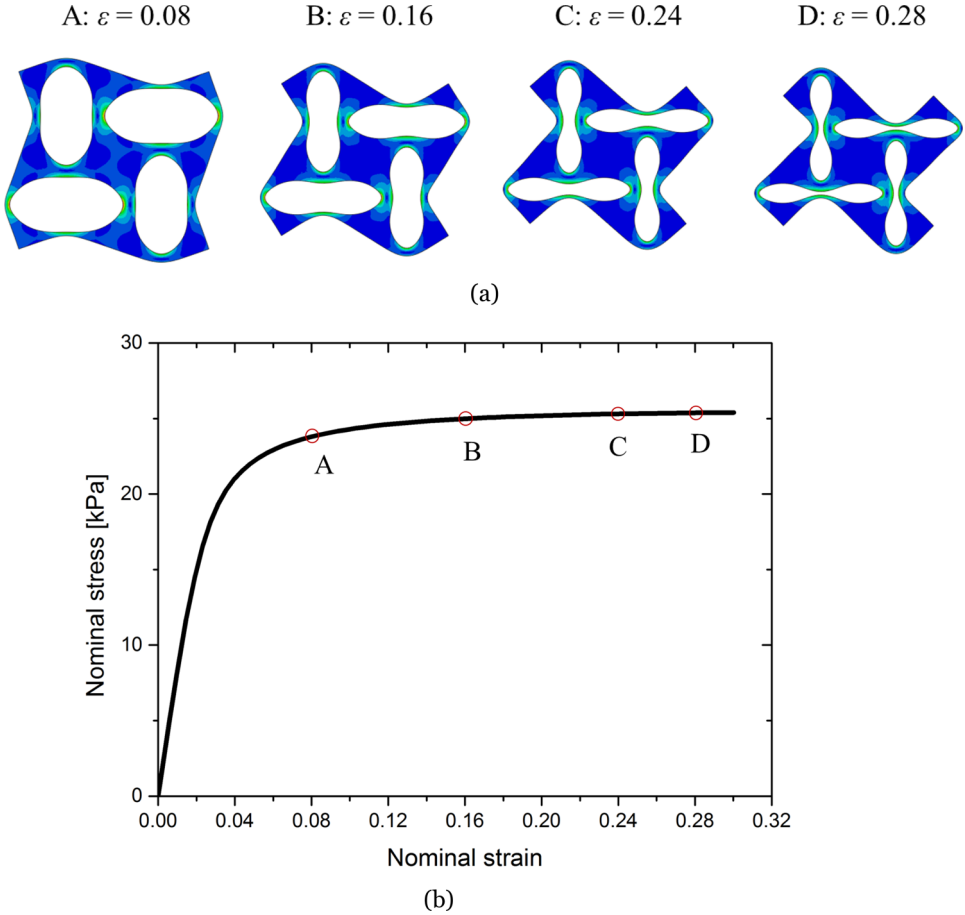 A: ε = 0.08 B: ε = 0.16 C: ε = 0.24 D: ε = 0.28
(a)
30
20
10
0
Nominal stress [kPa]
A B C D
0.00 0.04 0.08 0.12 0.16 0.20 0.24 0.28 0.32
Nominal strain
(b)